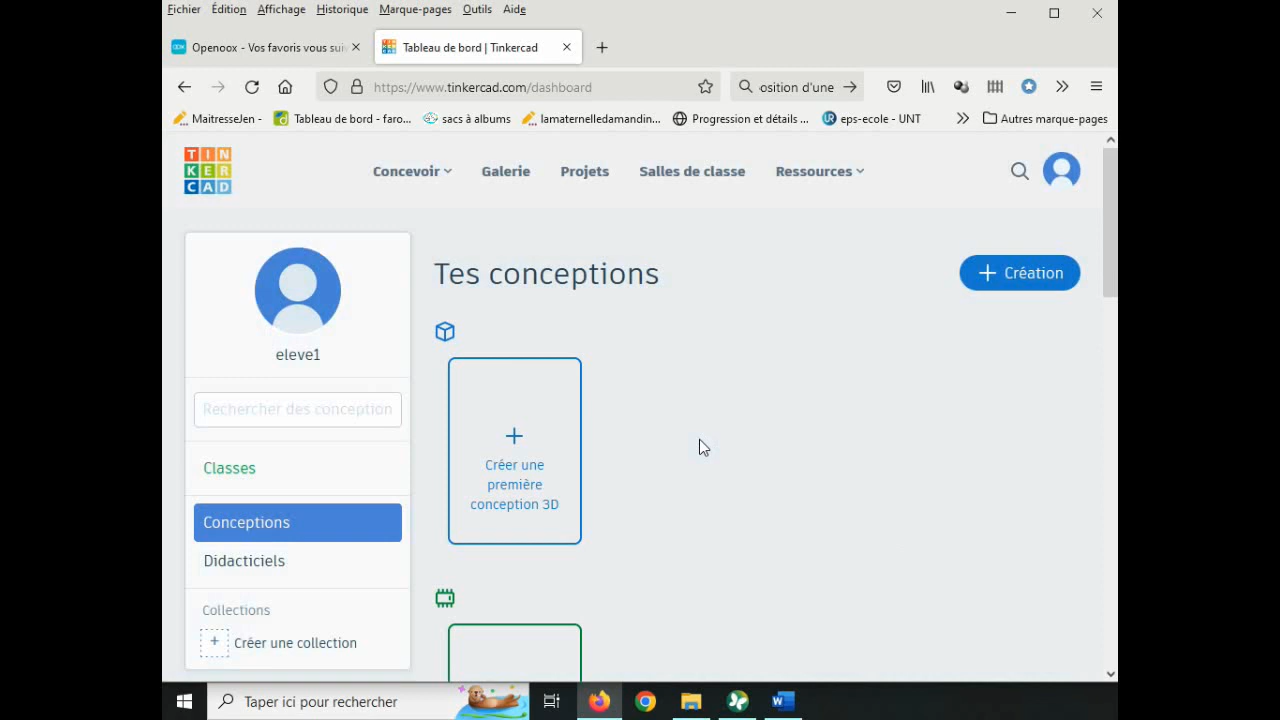 Fichier Édition Affichage Historique Marque-pages Outils Aide
Openoox - Vos favoris vous sui
Tableau de bord | Tinkercad
https://www.tinkercad.com/dashboard
osition d'une
MaitresseJen - Tableau de bord - faro... sacs à albums lamaternelledamandin... Progression et détails ... eps-ecole - UNT Autres marque-pages
TIN
KER
CAD
Concevoir Galerie Projets Salles de classe Ressources
Tes conceptions
Création
eleve1
Rechercher des conception
Classes
Conceptions
Didacticiels
Collections
Créer une collection
Créer une
première
conception 3D
Taper ici pour rechercher